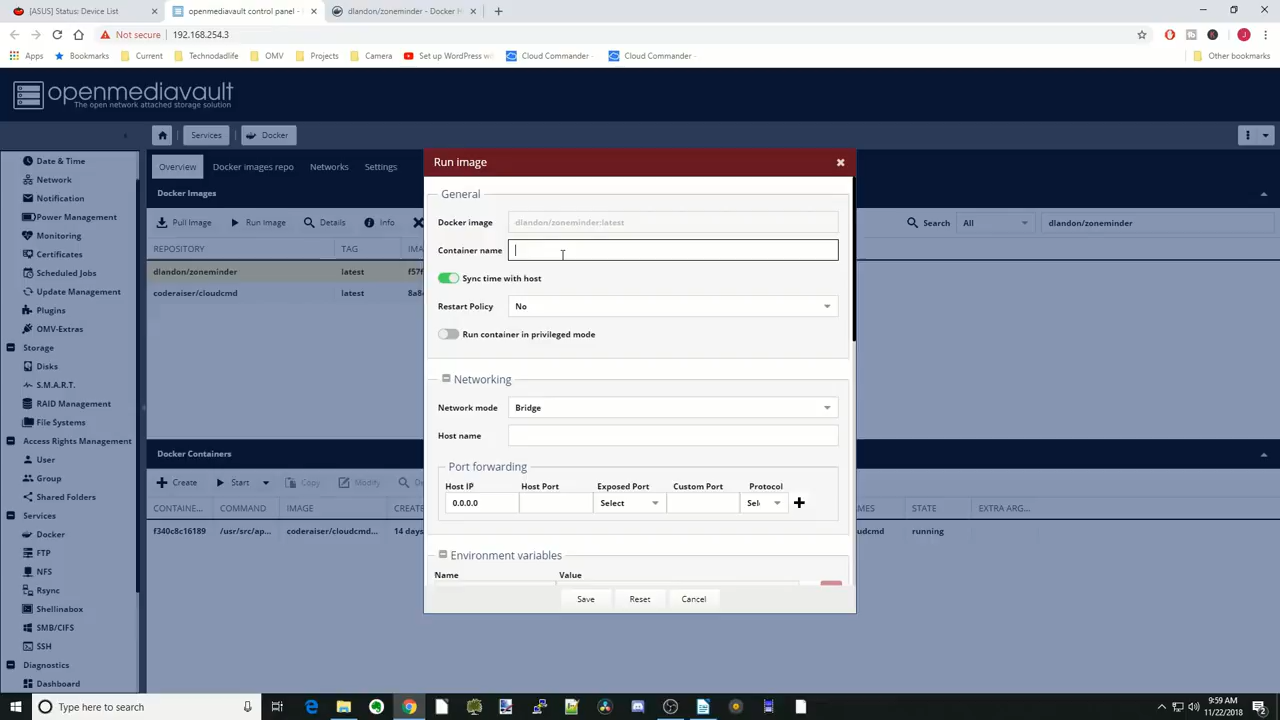 [ASUS] Status: Device List
openmediavault control panel -
dlandon/zoneminder - Docker H
Not secure
192.168.254.3
Apps
Bookmarks
Current
Technodadlife
OMV
Projects
Camera
Set up WordPress w
Cloud Commander -
Cloud Commander -
Other bookmarks
openmediavault
The open network attached storage solution
Services
Docker
Date & Time
Network
Notification
Power Management
Monitoring
Certificates
Scheduled Jobs
Update Management
Plugins
OMV-Extras
Storage
Disks
S.M.A.R.T.
RAID Management
File Systems
Access Rights Management
User
Group
Shared Folders
Services
Docker
FTP
NFS
Rsync
Shellinabox
SMB/CIFS
SSH
Diagnostics
Dashboard
Overview
Docker images repo
Networks
Settings
Docker Images
Pull Image
Run Image
Details
Info
Search
All
dlandon/zoneminder
REPOSITORY
TAG
IMA
dlandon/zoneminder
latest
f57f
coderaiser/cloudcmd
latest
8a8
Docker Containers
Create
Start
Copy
Modify
De
CONTAINE...
COMMAND
IMAGE
CREATE
AMES
STATE
EXTRA ARG...
f340c8c16189
/usr/src/ap...
coderaiser/cloudcmd...
14 days
oudcmd
running
Run image
General
Docker image
dlandon/zoneminder:latest
Container name
Sync time with host
Restart Policy
No
Run container in privileged mode
Networking
Network mode
Bridge
Host name
Port forwarding
Host IP
Host Port
Exposed Port
Custom Port
Protocol
0.0.0.0
Select
Sel
Environment variables
Name
Value
Save
Reset
Cancel
Type here to search
9:59 AM
11/22/2018